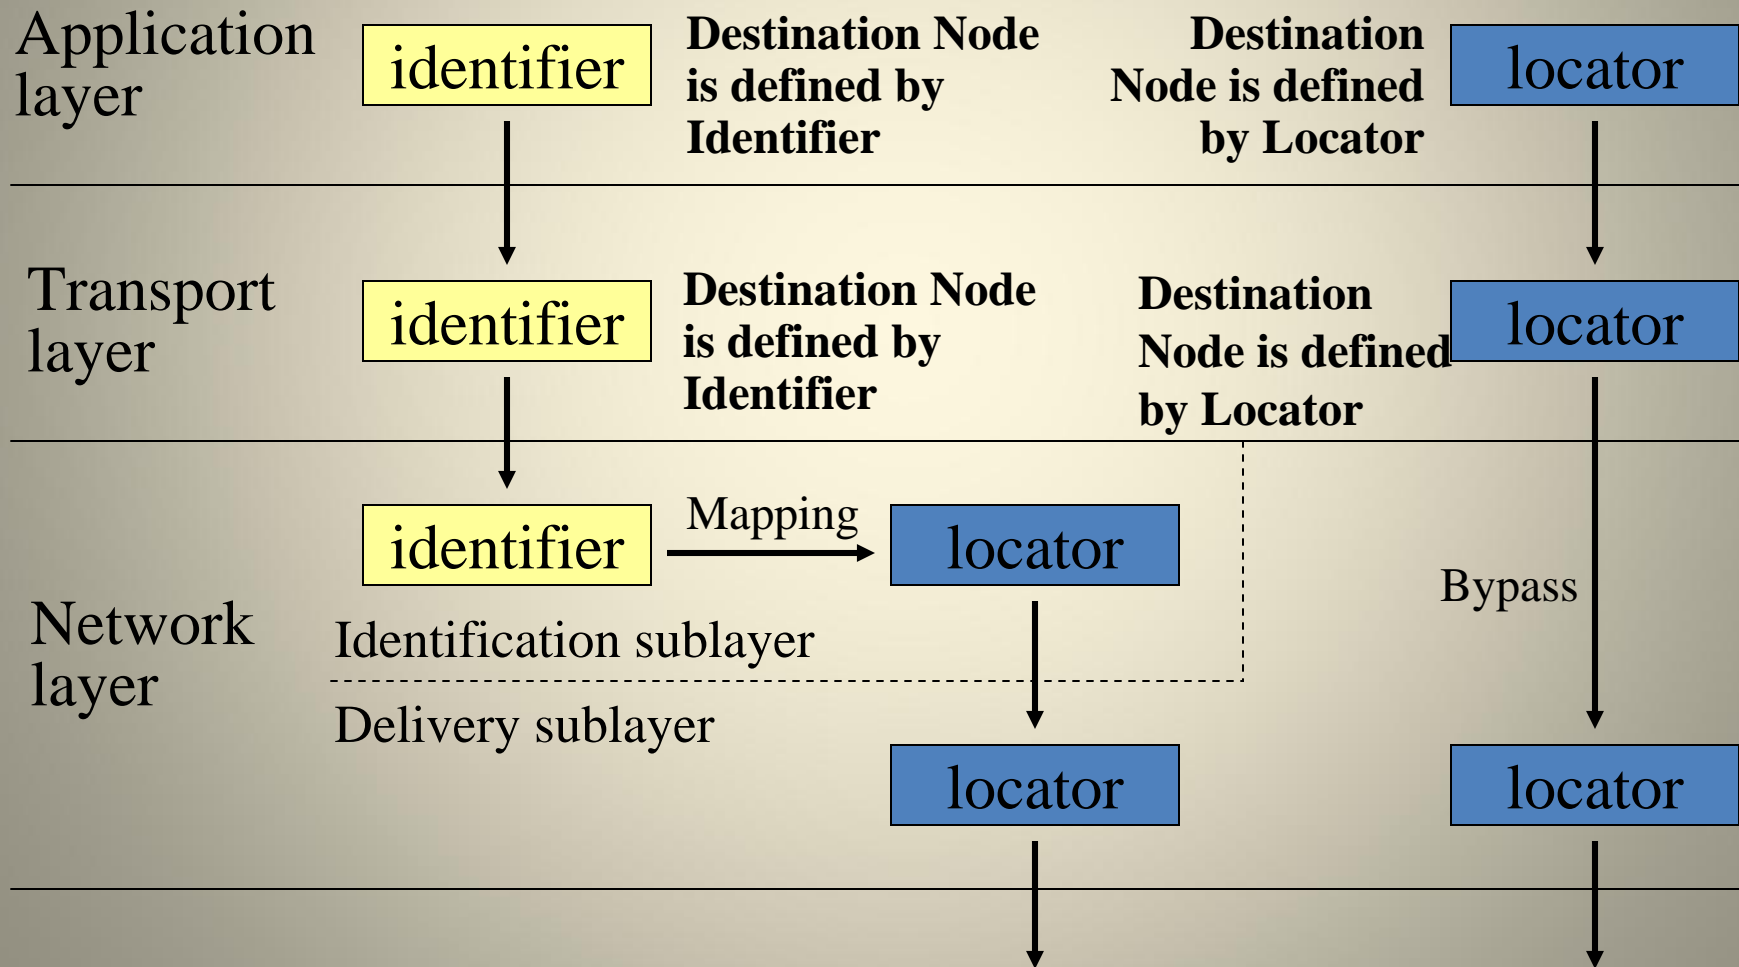 Application
layer
identifier
Destination Node
is defined by
Identifier
Destination
Node is defined
by Locator
locator
Transport
layer
identifier
Destination Node
is defined by
Identifier
Destination
Node is defined
by Locator
locator
Network
layer
identifier
Mapping
locator
Bypass
Identification sublayer
Delivery sublayer
locator
locator